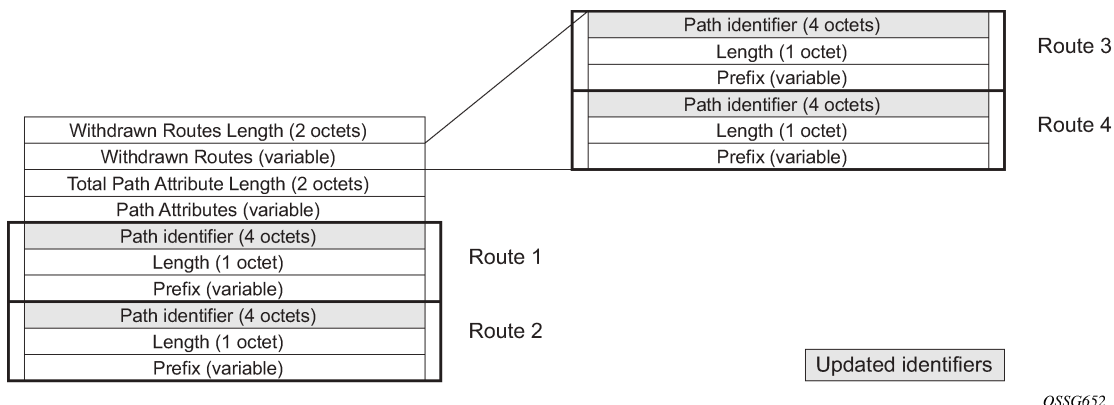 Path identifier (4 octets)
Length (1 octet)
Prefix (variable)
Route 3
Path identifier (4 octets)
Length (1 octet)
Prefix (variable)
Route 4
Withdrawn Routes Length (2 octets)
Withdrawn Routes (variable)
Total Path Attribute Length (2 octets)
Path Attributes (variable)
Path identifier (4 octets)
Length (1 octet)
Prefix (variable)
Route 1
Path identifier (4 octets)
Length (1 octet)
Prefix (variable)
Route 2
Updated identifiers
OSSG652